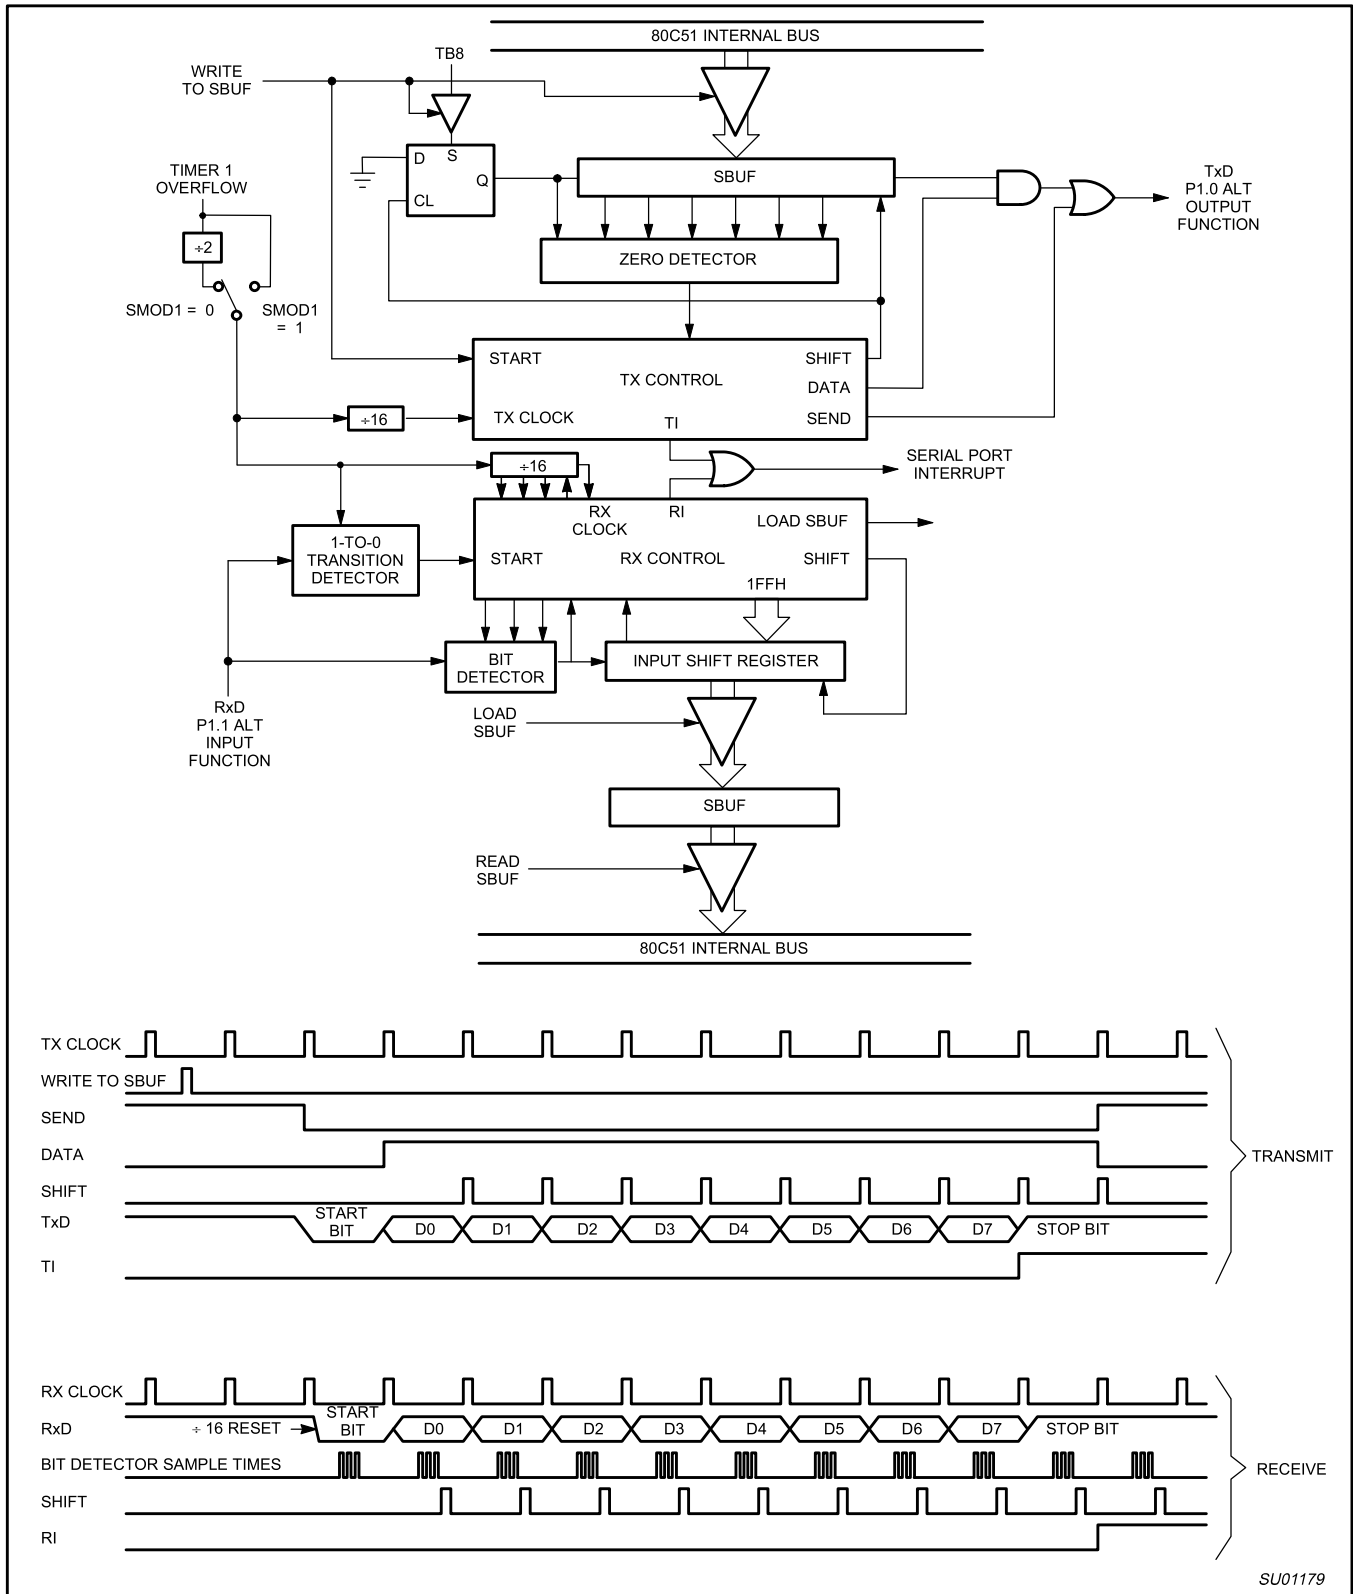 80C51 INTERNAL BUS
TB8
WRITE
TO SBUF
D
S
Q
CL
SBUF
TxD
P1.0 ALT
OUTPUT
FUNCTION
TIMER 1
OVERFLOW
÷2
ZERO DETECTOR
SMOD1 = 0
SMOD1
= 1
START
TX CONTROL
SHIFT
DATA
TX CLOCK
TI
SEND
÷16
SERIAL PORT
INTERRUPT
÷16
RX
CLOCK
RI
LOAD SBUF
1-TO-0
TRANSITION
DETECTOR
START
RX CONTROL
SHIFT
1FFH
BIT
DETECTOR
INPUT SHIFT REGISTER
RxD
P1.1 ALT
INPUT
FUNCTION
LOAD
SBUF
SBUF
READ
SBUF
80C51 INTERNAL BUS
TX CLOCK
WRITE TO SBUF
SEND
DATA
TRANSMIT
SHIFT
TxD
START
BIT
D0
D1
D2
D3
D4
D5
D6
D7
STOP BIT
TI
RX CLOCK
RxD
÷ 16 RESET
START
BIT
D0
D1
D2
D3
D4
D5
D6
D7
STOP BIT
BIT DETECTOR SAMPLE TIMES
RECEIVE
SHIFT
RI
SU01179